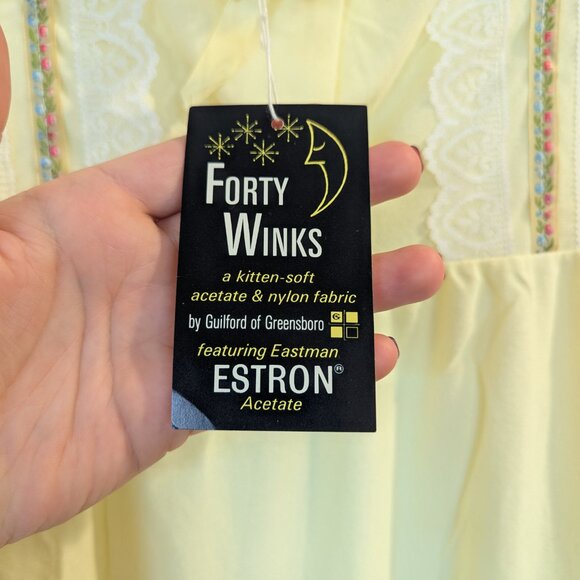 FORTY
WINKS
a kitten-soft
acetate & nylon fabric
by Guilford of Greensboro
featuring Eastman
ESTRON®
Acetate